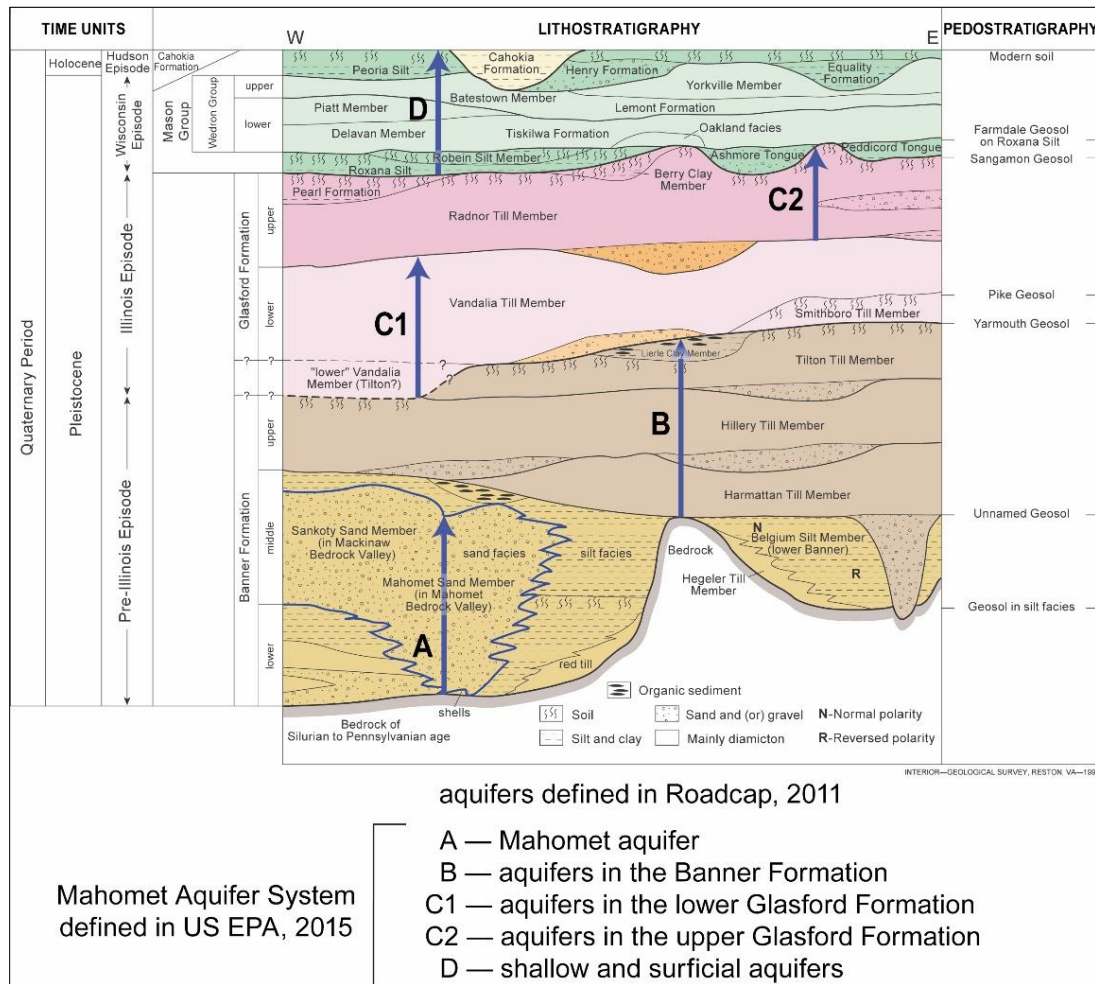 TIME UNITS
LITHOSTRATIGRAPHY
PEDOSTRATIGRAPHY
W
E
Holocene
Hudson
Episode
Cahokia
Formation
Peoria Silt
Cahokia
Formation
Henry Formation
Equality
Formation
Modern soil
Quaternary Period
Pleistocene
Wisconsin
Episode
Mason
Group
Wedron Group
upper
lower
Piatt Member
Batestown Member
Yorkville Member
D
Lemont Formation
Delavan Member
Tiskilwa Formation
Oakland facies
Robein Silt Member
Roxana Silt
Ashmore Tongue
Peddicord Tongue
Farmdale Geosol
on Roxana Silt
Sangamon Geosol
Illinois Episode
Glasford Formation
upper
lower
Pearl Formation
Berry Clay
Member
Radnor Till Member
C2
Vandalia Till Member
C1
Smithboro Till Member
Pike Geosol
Yarmouth Geosol
?
?
?
?
?
?
"lower" Vandalia
Member (Tilton?)
Lierle Clay Member
Tilton Till Member
Pre-Illinois Episode
Banner Formation
upper
middle
lower
Hillery Till Member
B
Harmattan Till Member
Unnamed Geosol
Sankoty Sand Member
(in Mackinaw
Bedrock Valley)
sand facies
silt facies
Bedrock
N
Belgium Silt Member
(lower Banner)
Mahomet Sand Member
(in Mahomet
Bedrock Valley)
Hegeler Till
Member
R
Geosol in silt facies
A
red till
shells
Bedrock of
Silurian to Pennsylvanian age
Organic sediment
Soil
Sand and (or) gravel
N-Normal polarity
Silt and clay
Mainly diamicton
R-Reversed polarity
INTERIOR—GEOLOGICAL SURVEY, RESTON, VA—199
aquifers defined in Roadcap, 2011
Mahomet Aquifer System
defined in US EPA, 2015
A — Mahomet aquifer
B — aquifers in the Banner Formation
C1 — aquifers in the lower Glasford Formation
C2 — aquifers in the upper Glasford Formation
D — shallow and surficial aquifers